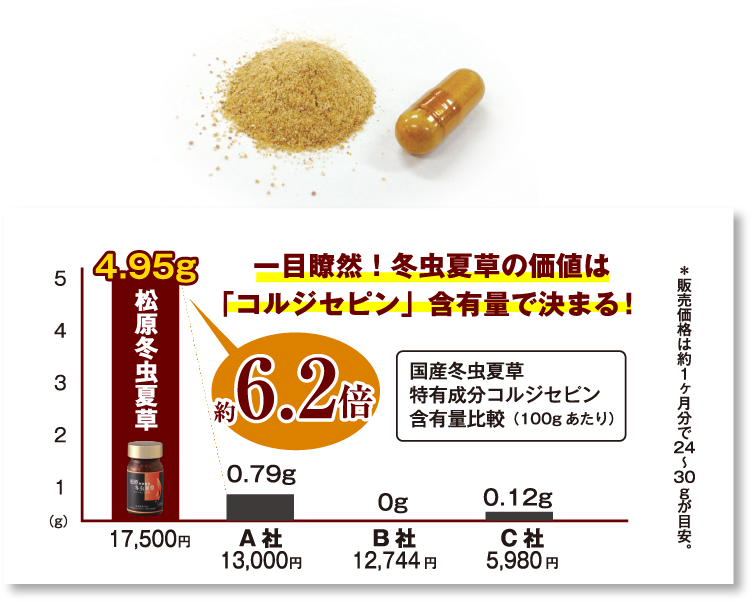 一目瞭然！冬虫夏草の価値は
「コルジセピン」含有量で決まる！
4.95g
松原冬虫夏草
約6.2倍
国産冬虫夏草
特有成分コルジセピン
含有量比較（100gあたり）
5
4
3
2
1
(g)
0.79g
0g
0.12g
17,500円
A社
13,000円
B社
12,744円
C社
5,980円
＊販売価格は約1ヶ月分で24〜30gが目安。